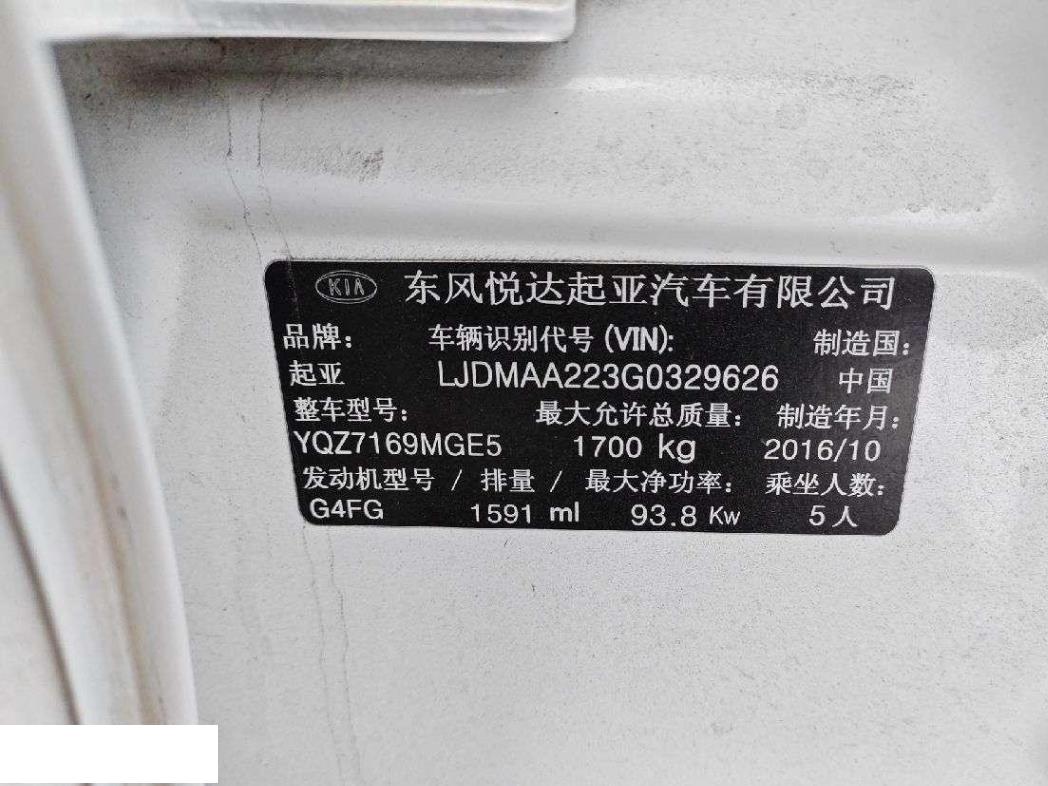 KIA 东风悦达起亚汽车有限公司
品牌: 车辆识别代号(VIN): 制造国:
起亚 LJDMAA223G0329626 中国
整车型号: 最大允许总质量: 制造年月:
YQZ7169MGE5 1700 kg 2016/10
发动机型号 / 排量 / 最大净功率: 乘坐人数:
G4FG 1591 ml 93.8 Kw 5人